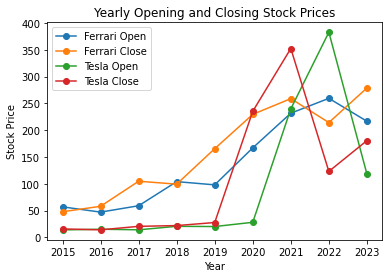 Yearly Opening and Closing Stock Prices
Ferrari Open
Ferrari Close
Tesla Open
Tesla Close
Stock Price
400
350
300
250
200
150
100
50
0
2015 2016 2017 2018 2019 2020 2021 2022 2023
Year